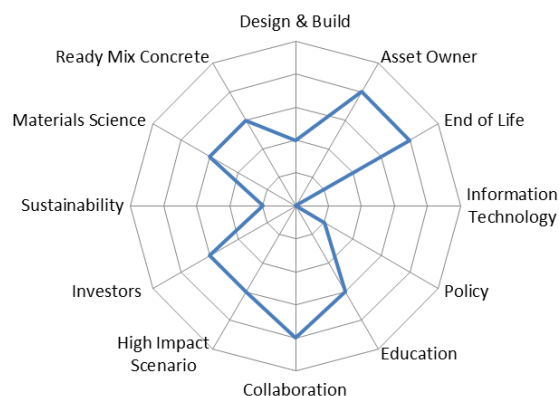 Design & Build
Asset Owner
End of Life
Information
Technology
Policy
Education
Collaboration
High Impact
Scenario
Investors
Sustainability
Materials Science
Ready Mix Concrete